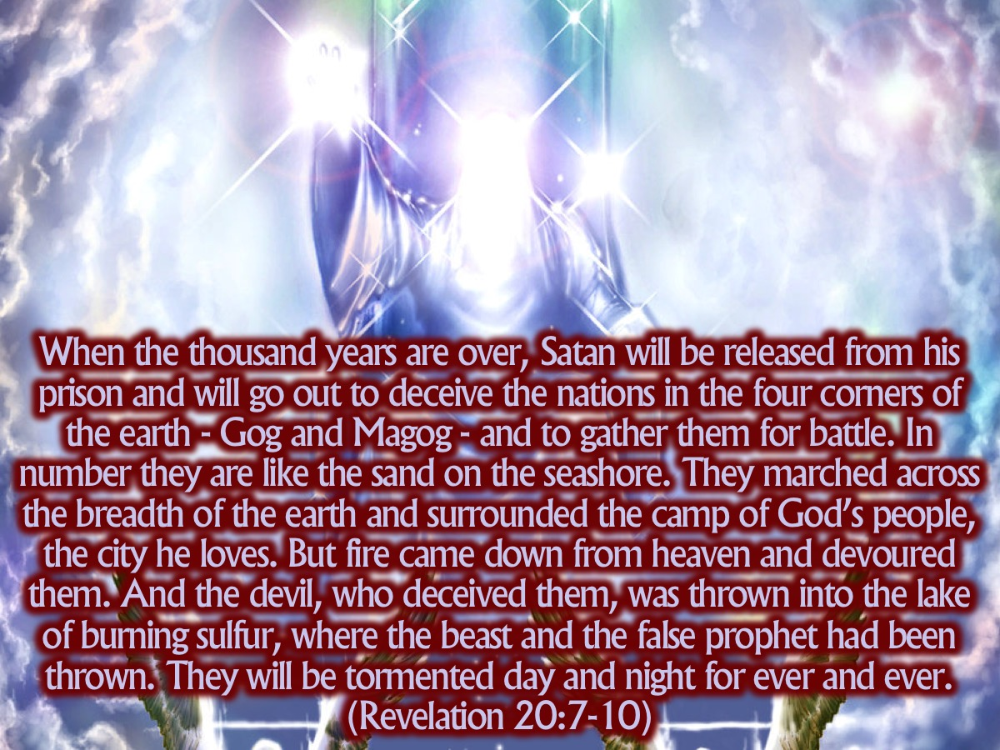 When the thousand years are over, Satan will be released from his
prison and will go out to deceive the nations in the four corners of
the earth - Gog and Magog - and to gather them for battle. In
number they are like the sand on the seashore. They marched across
the breadth of the earth and surrounded the camp of God’s people,
the city he loves. But fire came down from heaven and devoured
them. And the devil, who deceived them, was thrown into the lake
of burning sulfur, where the beast and the false prophet had been
thrown. They will be tormented day and night for ever and ever.
(Revelation 20:7-10)